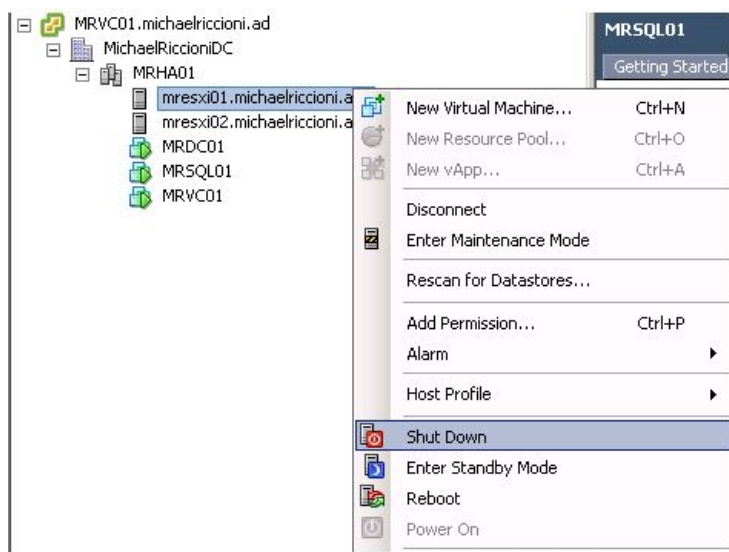 MRVC01.michaelriccioni.ad
MichaelRiccioniDC
MRHA01
mresxi01.michaelriccioni.a
mresxi02.michaelriccioni.a
MRDC01
MRSQL01
MRVC01
MRSQL01
Getting Started
New Virtual Machine... Ctrl+N
New Resource Pool... Ctrl+O
New vApp... Ctrl+A
Disconnect
Enter Maintenance Mode
Rescan for Datastores...
Add Permission... Ctrl+P
Alarm
Host Profile
Shut Down
Enter Standby Mode
Reboot
Power On